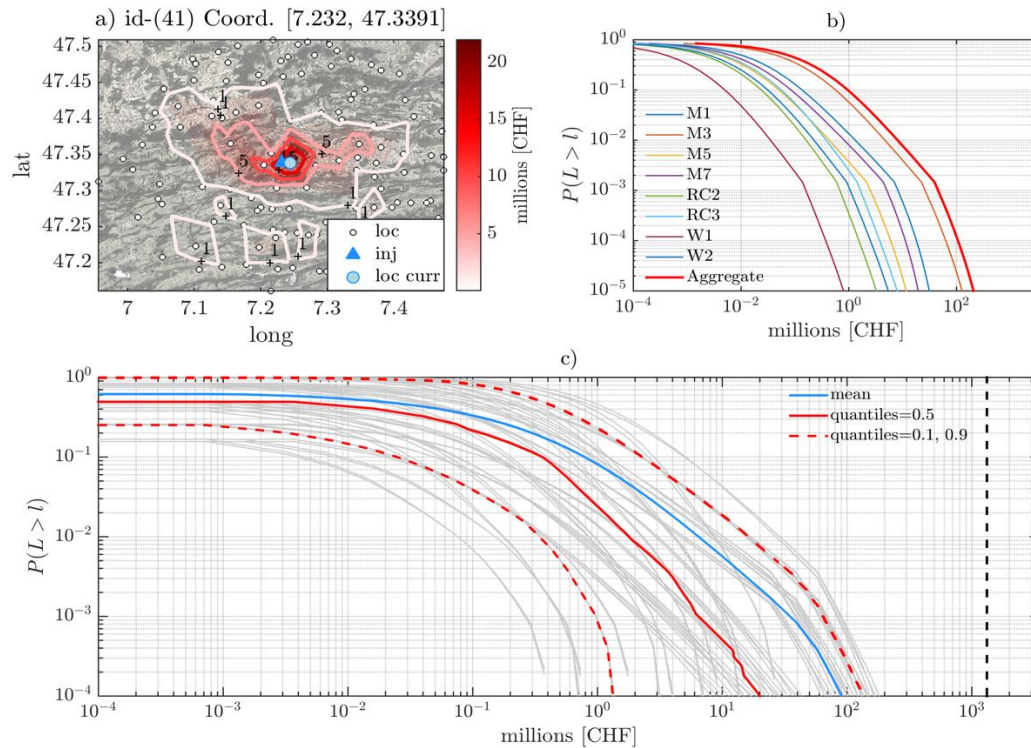 a) id-(41) Coord. [7.232, 47.3391]
47.5
47.45
47.4
47.35
47.3
47.25
47.2
lat
7
7.1
7.2
7.3
7.4
long
1
1
5
5
1
1
1
1
1
loc
inj
loc curr
20
15
10
5
millions [CHF]
b)
10^0
10^-1
10^-2
10^-3
10^-4
10^-5
P(L > l)
M1
M3
M5
M7
RC2
RC3
W1
W2
Aggregate
10^-4
10^-2
10^0
10^2
millions [CHF]
c)
10^0
10^-1
10^-2
10^-3
10^-4
P(L > l)
mean
quantiles=0.5
quantiles=0.1, 0.9
10^-4
10^-3
10^-2
10^-1
10^0
10^1
10^2
10^3
millions [CHF]